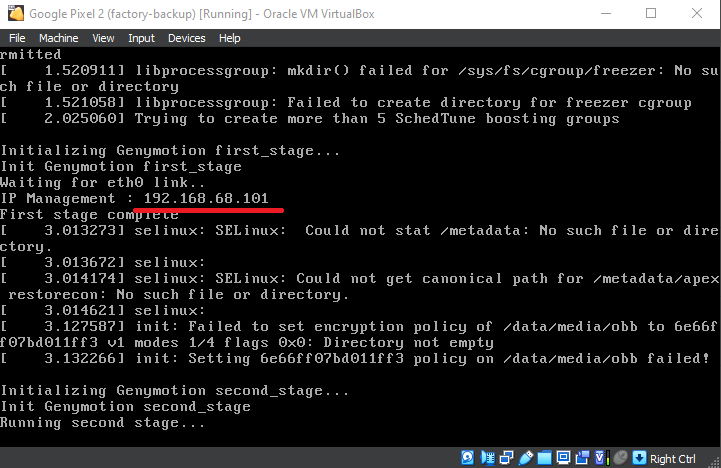 Google Pixel 2 (factory-backup) [Running] - Oracle VM VirtualBox
File Machine View Input Devices Help
rmitted
[    1.520911] libprocessgroup: mkdir() failed for /sys/fs/cgroup/freezer: No su
ch file or directory
[    1.521058] libprocessgroup: Failed to create directory for freezer cgroup
[    2.025060] Trying to create more than 5 SchedTune boosting groups
Initializing Genymotion first_stage...
Init Genymotion first_stage
Waiting for eth0 link..
IP Management : 192.168.68.101
First stage complete
[    3.013273] selinux: SELinux:  Could not stat /metadata: No such file or dire
ctory.
[    3.013672] selinux:
[    3.014174] selinux: SELinux: Could not get canonical path for /metadata/apex
 restorecon: No such file or directory.
[    3.014621] selinux:
[    3.127587] init: Failed to set encryption policy of /data/media/obb to 6e66f
f07bd011ff3 v1 modes 1/4 flags 0x0: Directory not empty
[    3.132266] init: Setting 6e66ff07bd011ff3 policy on /data/media/obb failed!
Initializing Genymotion second_stage...
Init Genymotion second_stage
Running second stage...
Right Ctrl